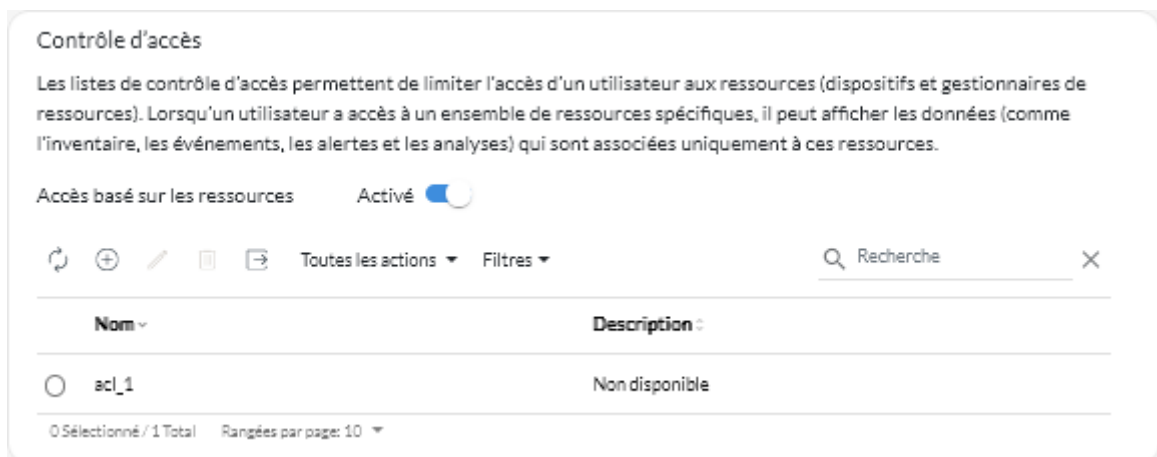 Contrôle d'accès
Les listes de contrôle d'accès permettent de limiter l'accès d'un utilisateur aux ressources (dispositifs et gestionnaires de
ressources). Lorsqu'un utilisateur a accès à un ensemble de ressources spécifiques, il peut afficher les données (comme
l'inventaire, les événements, les alertes et les analyses) qui sont associées uniquement à ces ressources.
Accès basé sur les ressources Activé
Toutes les actions Filtres Recherche
Nom Description
acl_1 Non disponible
0 Sélectionné / 1 Total Rangées par page: 10